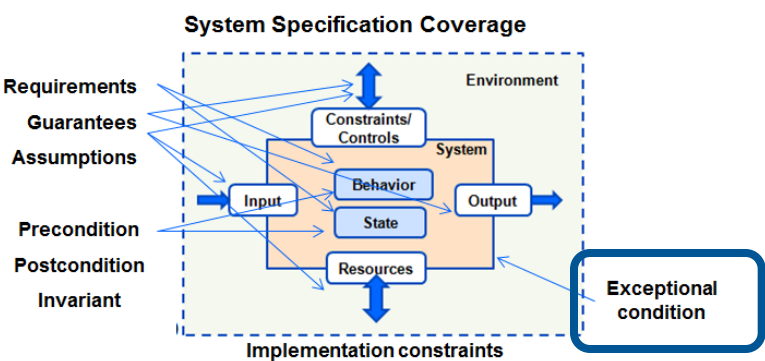 System Specification Coverage
Requirements
Guarantees
Assumptions
Precondition
Postcondition
Invariant
Environment
Constraints/
Controls
System
Behavior
Input
Output
State
Resources
Exceptional
condition
Implementation constraints